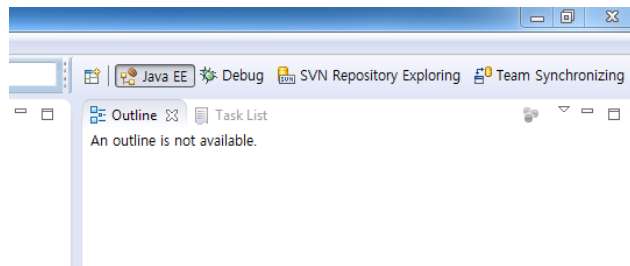 Java EE Debug SVN Repository Exploring Team Synchronizing
Outline Task List
An outline is not available.